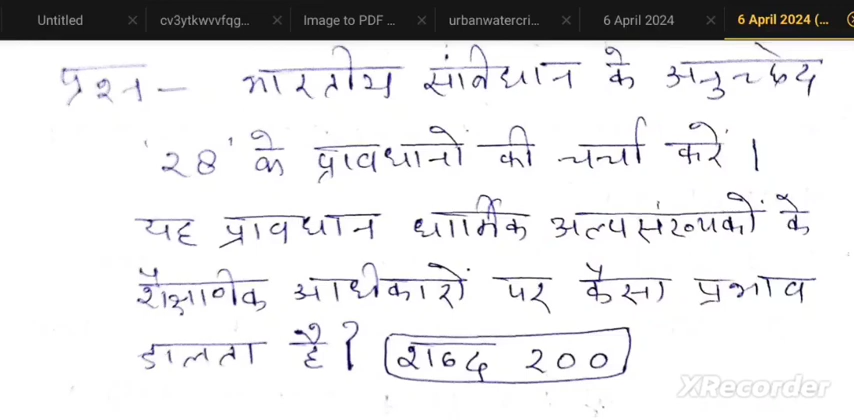 Untitled cv3ytkwvvfqg... Image to PDF ... urbanwatercri... 6 April 2024 6 April 2024 (...
प्रश्न - भारतीय संविधान के अनुच्छेद
'28' के प्रावधानों की चर्चा करें।
यह प्रावधान धार्मिक अल्पसंख्यकों के
शैक्षणिक अधिकारों पर कैसा प्रभाव
डालता है? शब्द 200
XRecorder